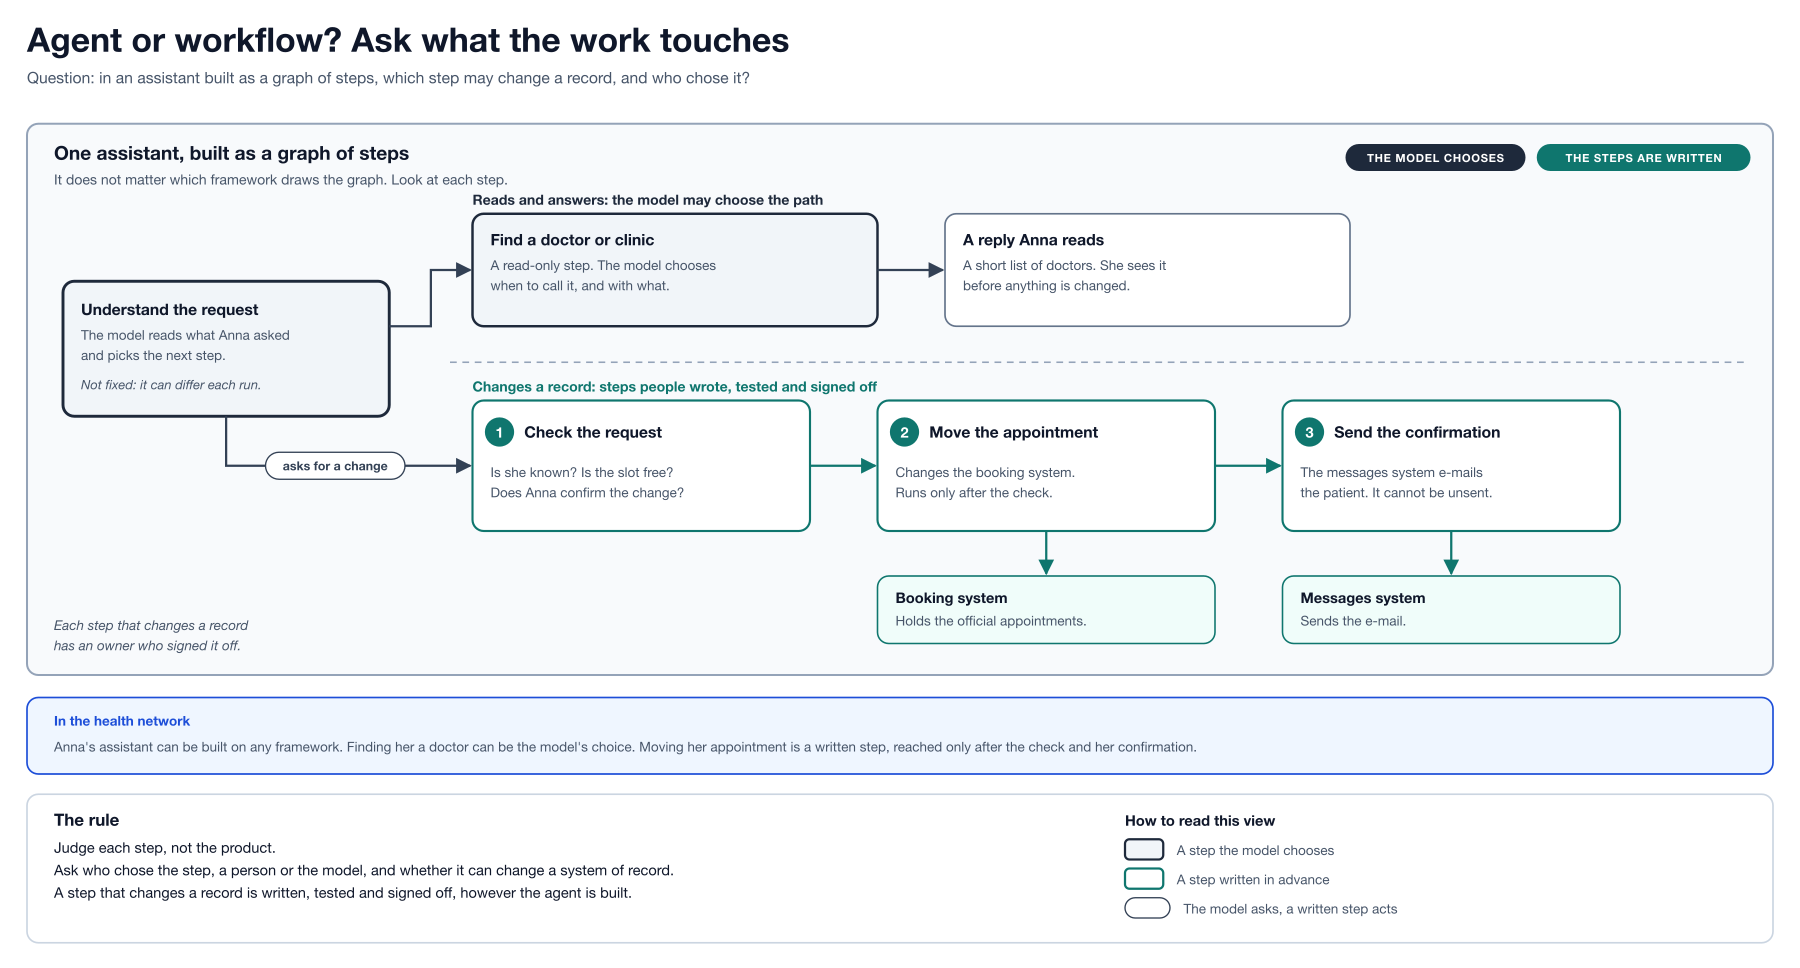 Agent or workflow? Ask what the work touches
Question: in an assistant built as a graph of steps, which step may change a record, and who chose it?
One assistant, built as a graph of steps
It does not matter which framework draws the graph. Look at each step.
THE MODEL CHOOSES
THE STEPS ARE WRITTEN
Reads and answers: the model may choose the path
Find a doctor or clinic
A read-only step. The model chooses
when to call it, and with what.
A reply Anna reads
A short list of doctors. She sees it
before anything is changed.
Understand the request
The model reads what Anna asked
and picks the next step.
Not fixed: it can differ each run.
asks for a change
Changes a record: steps people wrote, tested and signed off
1
Check the request
Is she known? Is the slot free?
Does Anna confirm the change?
2
Move the appointment
Changes the booking system.
Runs only after the check.
3
Send the confirmation
The messages system e-mails
the patient. It cannot be unsent.
Booking system
Holds the official appointments.
Messages system
Sends the e-mail.
Each step that changes a record
has an owner who signed it off.
In the health network
Anna's assistant can be built on any framework. Finding her a doctor can be the model's choice. Moving her appointment is a written step, reached only after the check and her confirmation.
The rule
Judge each step, not the product.
Ask who chose the step, a person or the model, and whether it can change a system of record.
A step that changes a record is written, tested and signed off, however the agent is built.
How to read this view
A step the model chooses
A step written in advance
The model asks, a written step acts